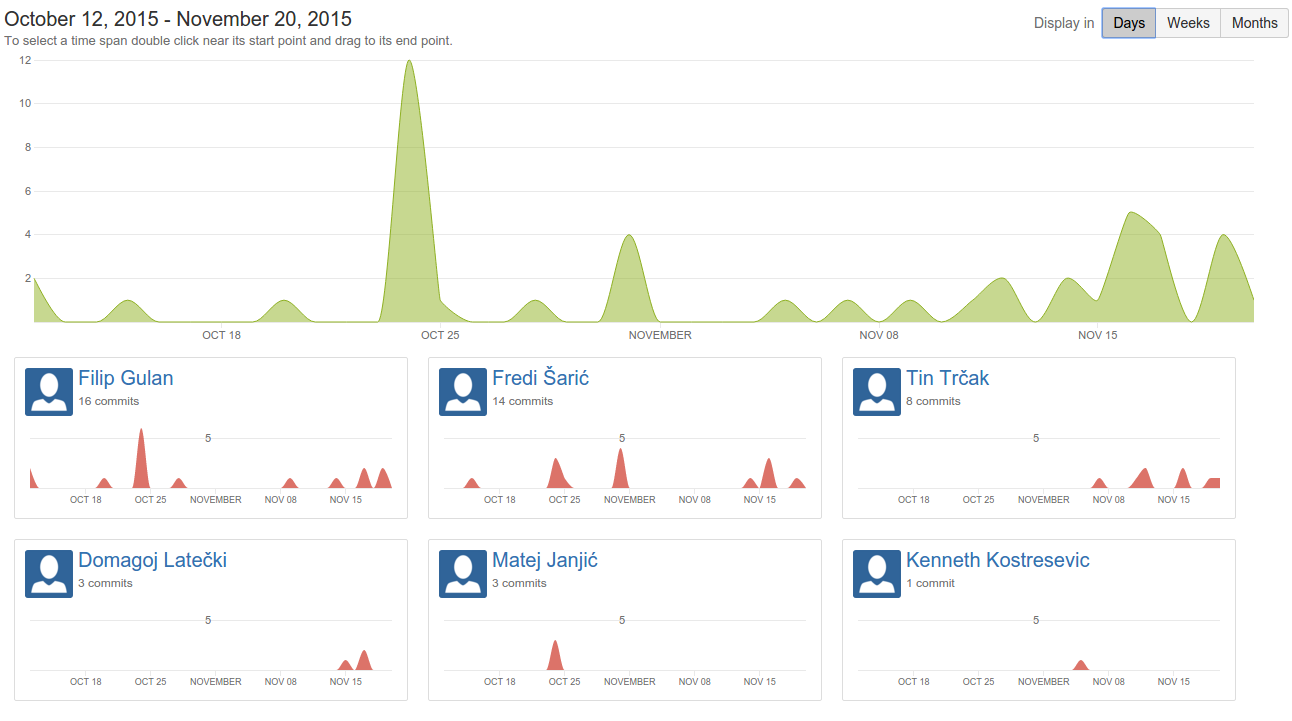 October 12, 2015 - November 20, 2015
Display in Days Weeks Months
To select a time span double click near its start point and drag to its end point.
12
10
8
6
4
2
OCT 18 OCT 25 NOVEMBER NOV 08 NOV 15
Filip Gulan
16 commits
5
OCT 18 OCT 25 NOVEMBER NOV 08 NOV 15
Fredi Šarić
14 commits
5
OCT 18 OCT 25 NOVEMBER NOV 08 NOV 15
Tin Trčak
8 commits
5
OCT 18 OCT 25 NOVEMBER NOV 08 NOV 15
Domagoj Latečki
3 commits
5
OCT 18 OCT 25 NOVEMBER NOV 08 NOV 15
Matej Janjić
3 commits
5
OCT 18 OCT 25 NOVEMBER NOV 08 NOV 15
Kenneth Kostresevic
1 commit
5
OCT 18 OCT 25 NOVEMBER NOV 08 NOV 15